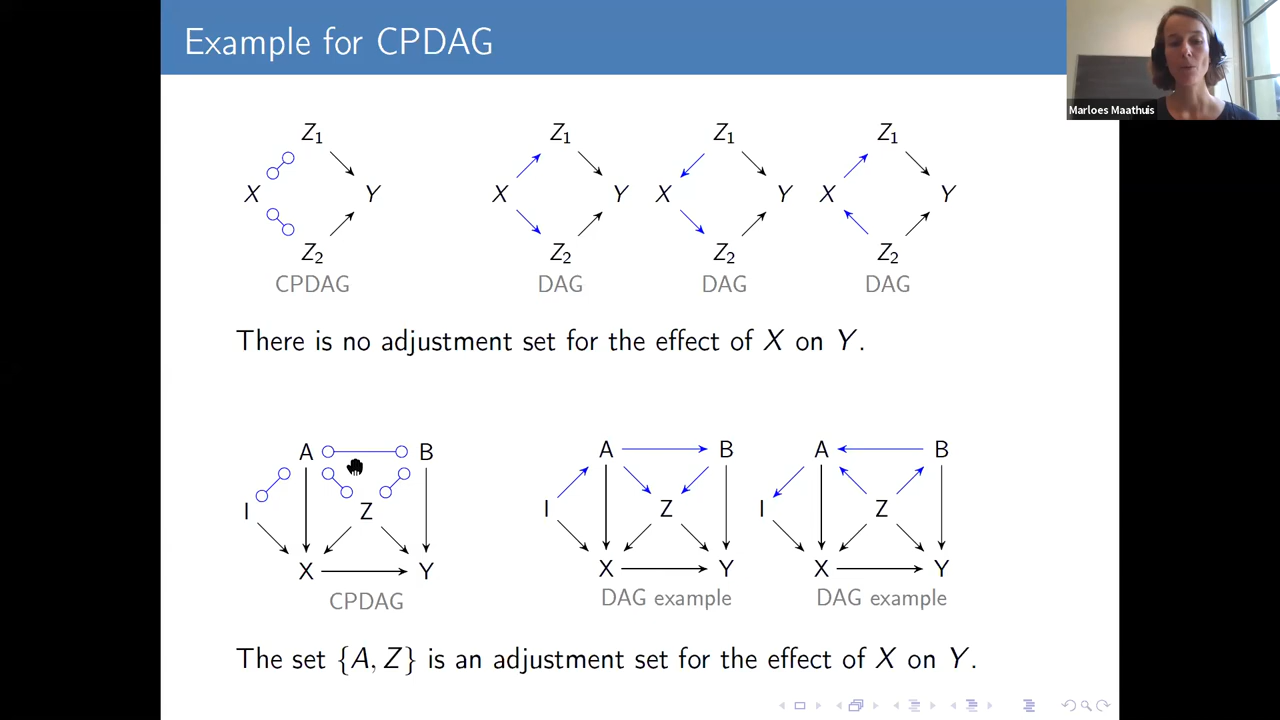 Example for CPDAG
Marloes Maathuis
Z1 Z1 Z1 Z1
X Y X Y X Y X Y
Z2 Z2 Z2 Z2
CPDAG DAG DAG DAG
There is no adjustment set for the effect of X on Y.
A B A B A B
I Z I Z I Z
X Y X Y X Y
CPDAG DAG example DAG example
The set {A, Z} is an adjustment set for the effect of X on Y.